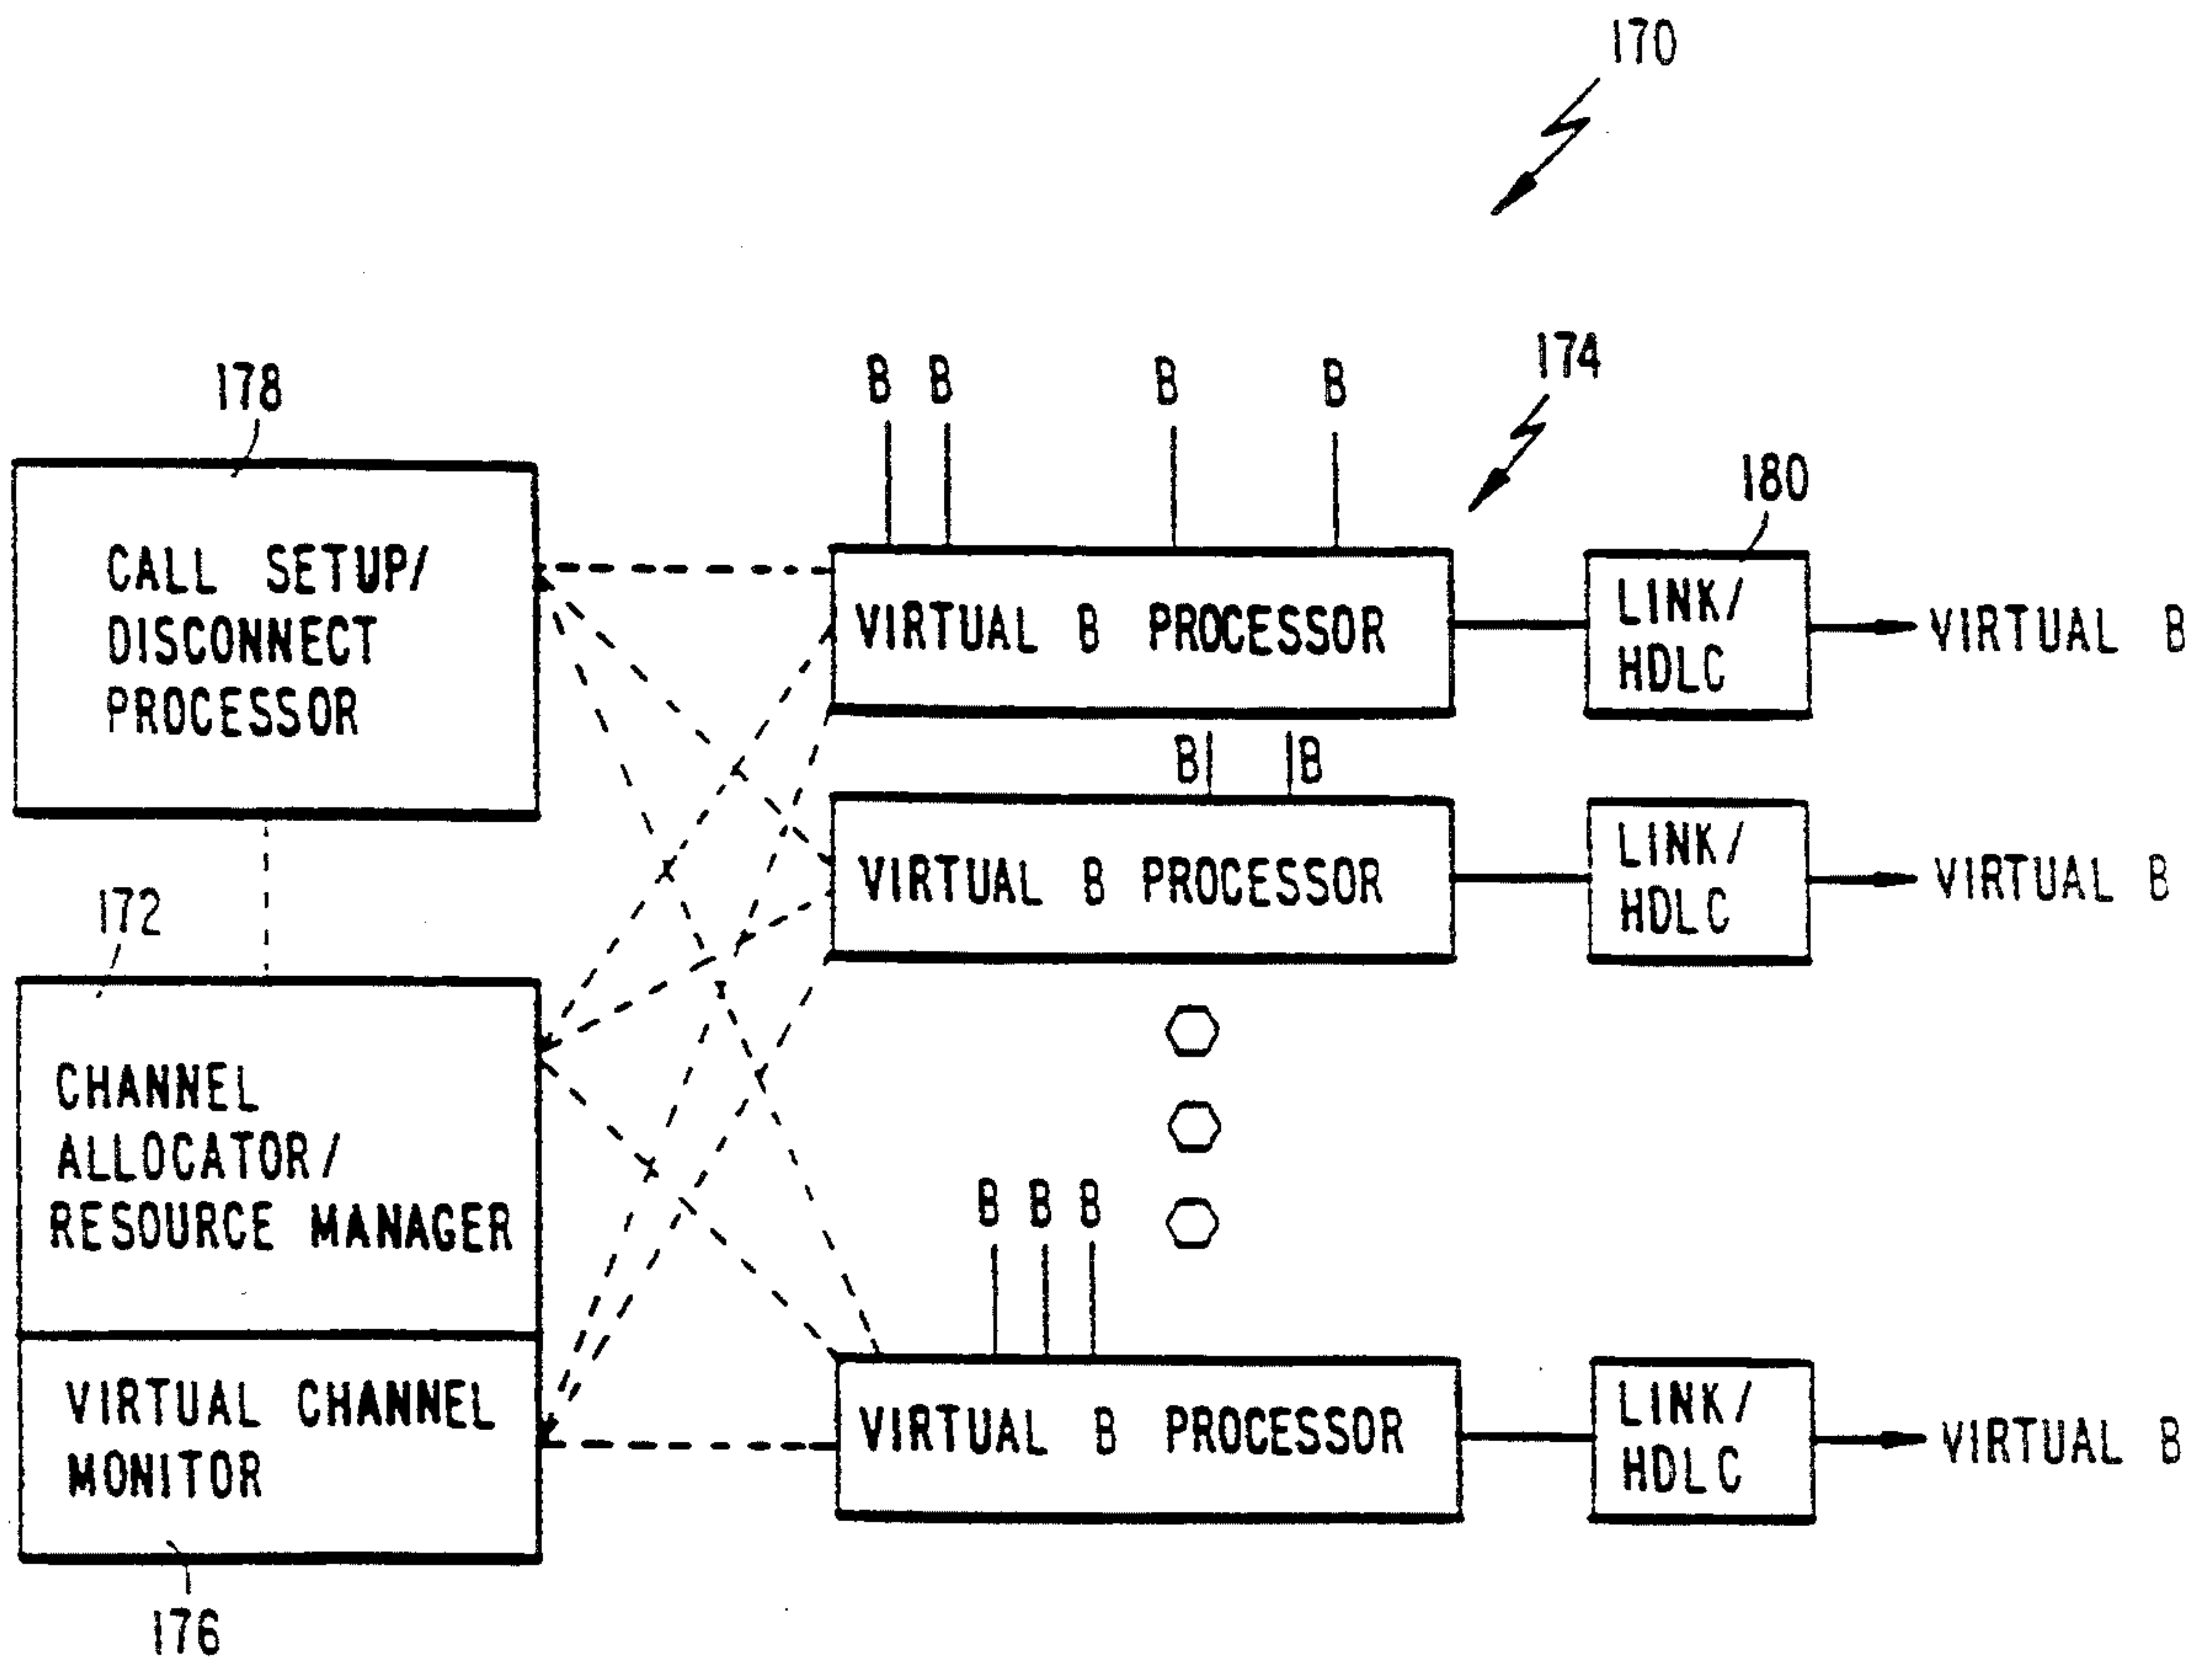 170
174
B B B B
178
180
CALL SETUP/
DISCONNECT
PROCESSOR
VIRTUAL B PROCESSOR
LINK/
HDLC
VIRTUAL B
B B
VIRTUAL B PROCESSOR
LINK/
HDLC
VIRTUAL B
172
CHANNEL
ALLOCATOR/
RESOURCE MANAGER
B B B
VIRTUAL CHANNEL
MONITOR
VIRTUAL B PROCESSOR
LINK/
HDLC
VIRTUAL B
176